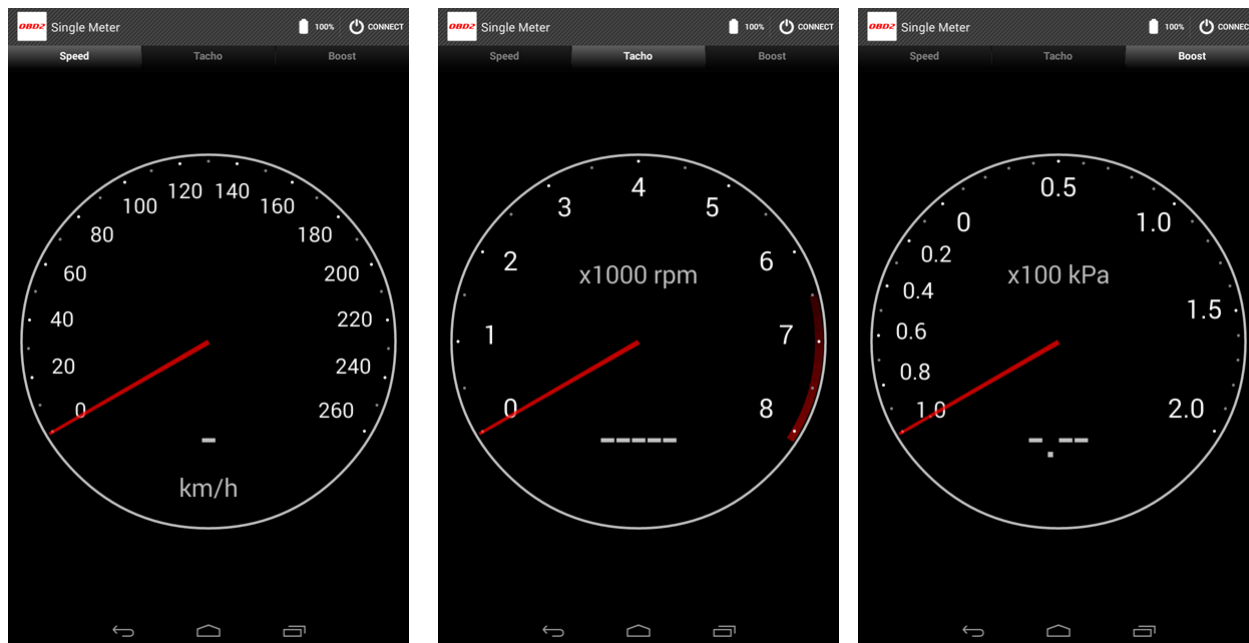 OBD2 Single Meter 100% CONNECT
Speed Tacho Boost
120 140
100 160
80 180
60 200
40 220
20 240
0 260
-
km/h
OBD2 Single Meter 100% CONNECT
Speed Tacho Boost
4
3 5
2 6
x1000 rpm
1 7
0 8
-----
OBD2 Single Meter 100% CONNEC
Speed Tacho Boost
0.5
0 1.0
0.2
x100 kPa
0.4
1.5
0.6
0.8
1.0 2.0
-.--